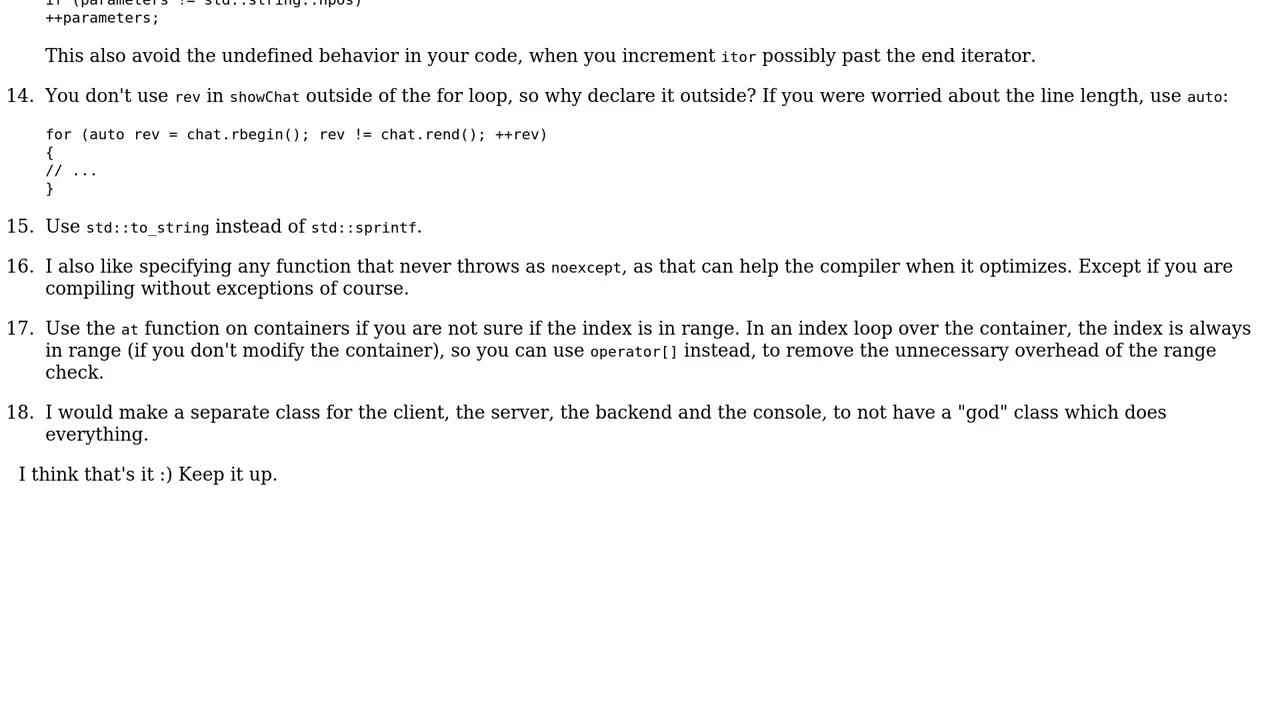 if (parameters != std::string::npos)
++parameters;
This also avoid the undefined behavior in your code, when you increment itor possibly past the end iterator.
14. You don't use rev in showChat outside of the for loop, so why declare it outside? If you were worried about the line length, use auto:
for (auto rev = chat.rbegin(); rev != chat.rend(); ++rev)
{
// ...
}
15. Use std::to_string instead of std::sprintf.
16. I also like specifying any function that never throws as noexcept, as that can help the compiler when it optimizes. Except if you are
compiling without exceptions of course.
17. Use the at function on containers if you are not sure if the index is in range. In an index loop over the container, the index is always
in range (if you don't modify the container), so you can use operator[] instead, to remove the unnecessary overhead of the range
check.
18. I would make a separate class for the client, the server, the backend and the console, to not have a "god" class which does
everything.
I think that's it :) Keep it up.